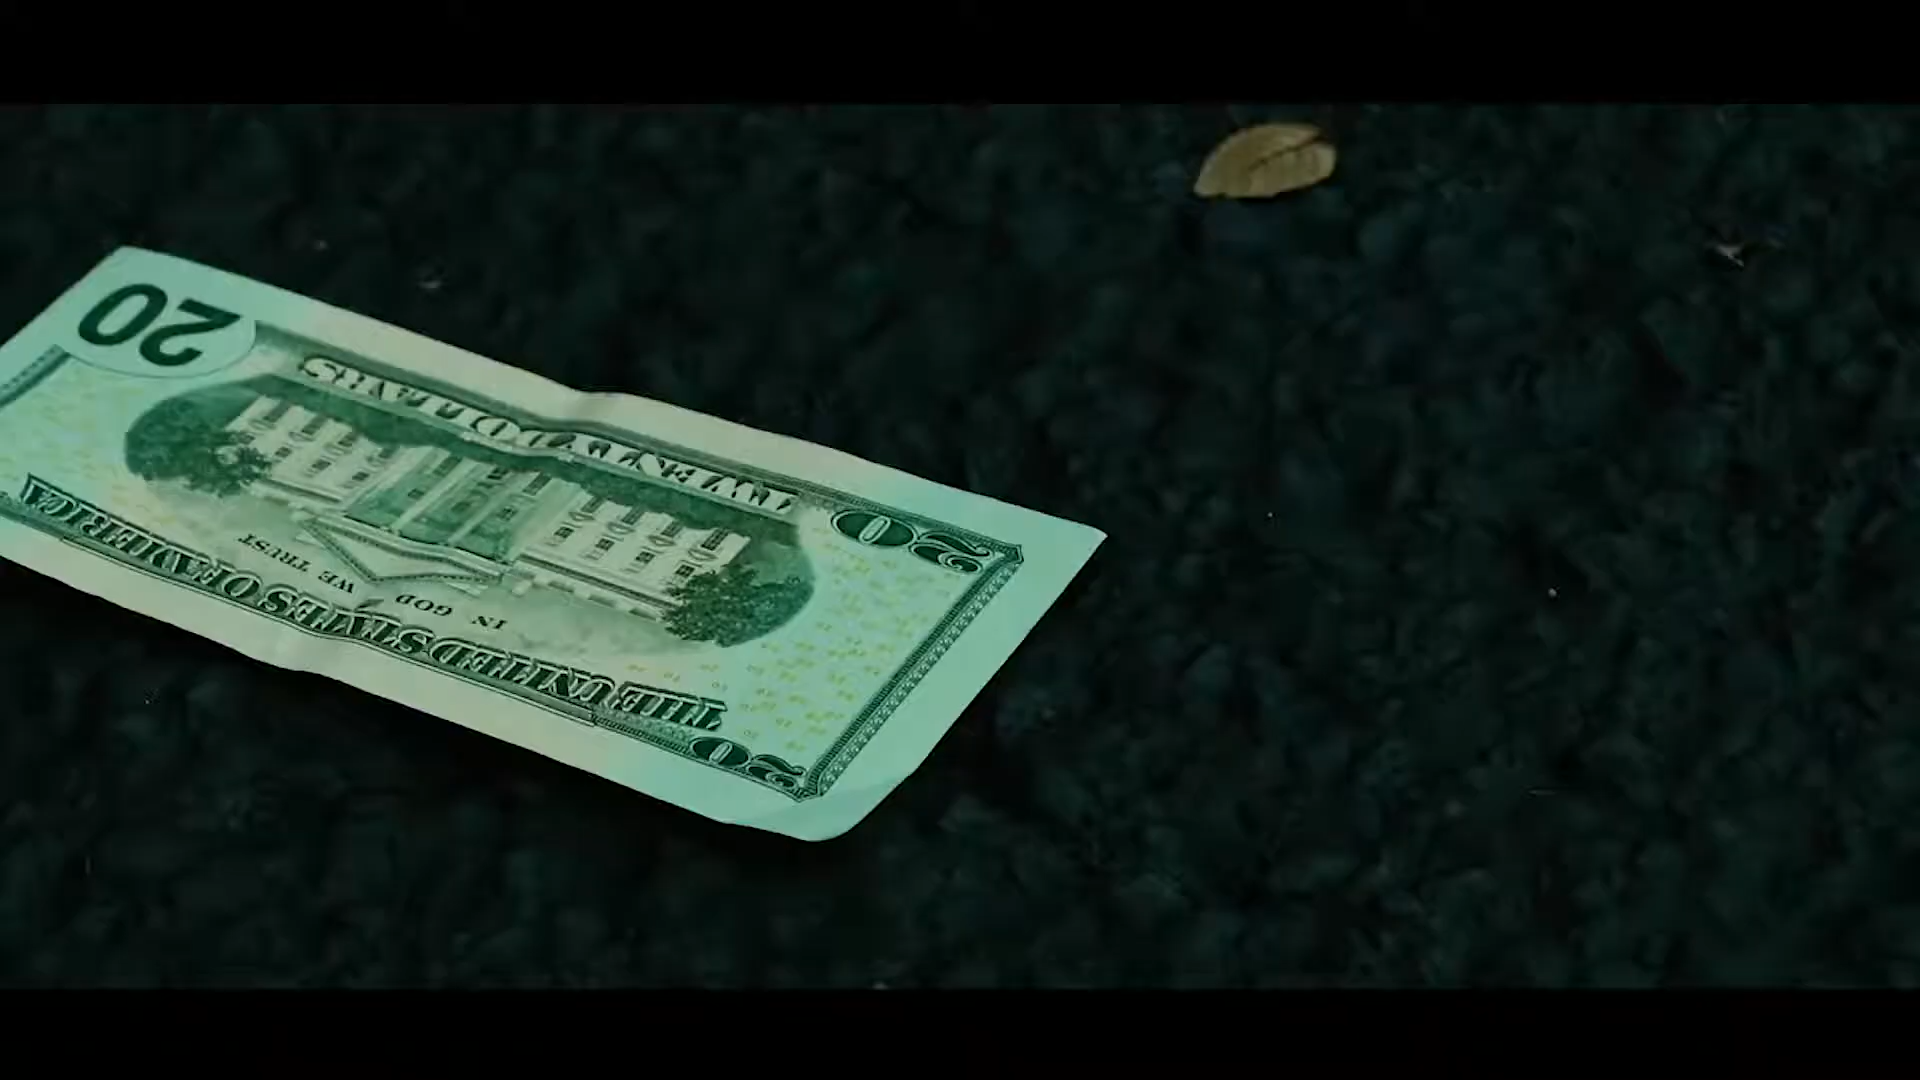 THE UNITED STATES OF AMERICA
IN GOD WE TRUST
TWENTY DOLLARS
20
20
20